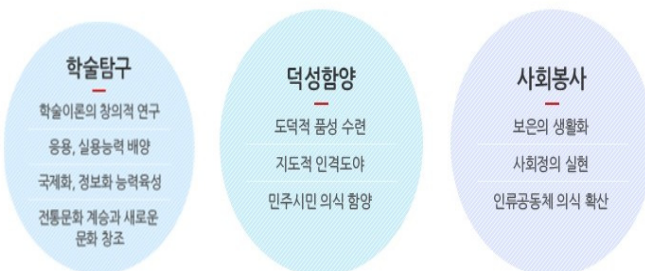 학술탐구
학술이론의 창의적 연구
응용, 실용능력 배양
국제화, 정보화 능력육성
전통문화 계승과 새로운
문화 창조
덕성함양
도덕적 품성 수련
지도적 인격도야
민주시민 의식 함양
사회봉사
보은의 생활화
사회정의 실현
인류공동체 의식 확산